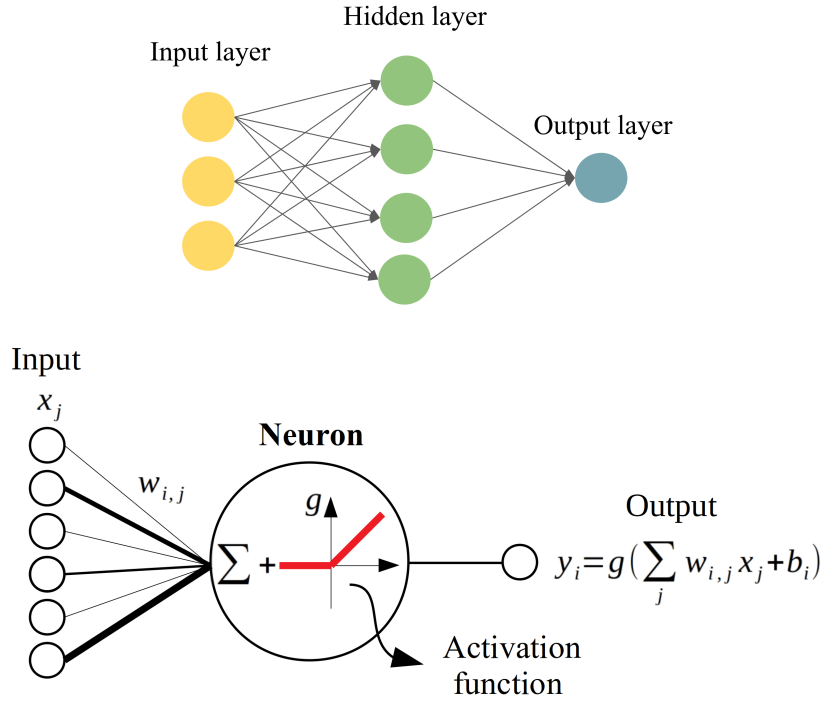 Hidden layer
Input layer
Output layer
Input
x_j
Neuron
w_{i,j}
g
∑ +
Output
y_i=g(∑_j w_{i,j} x_j+b_i)
Activation
function